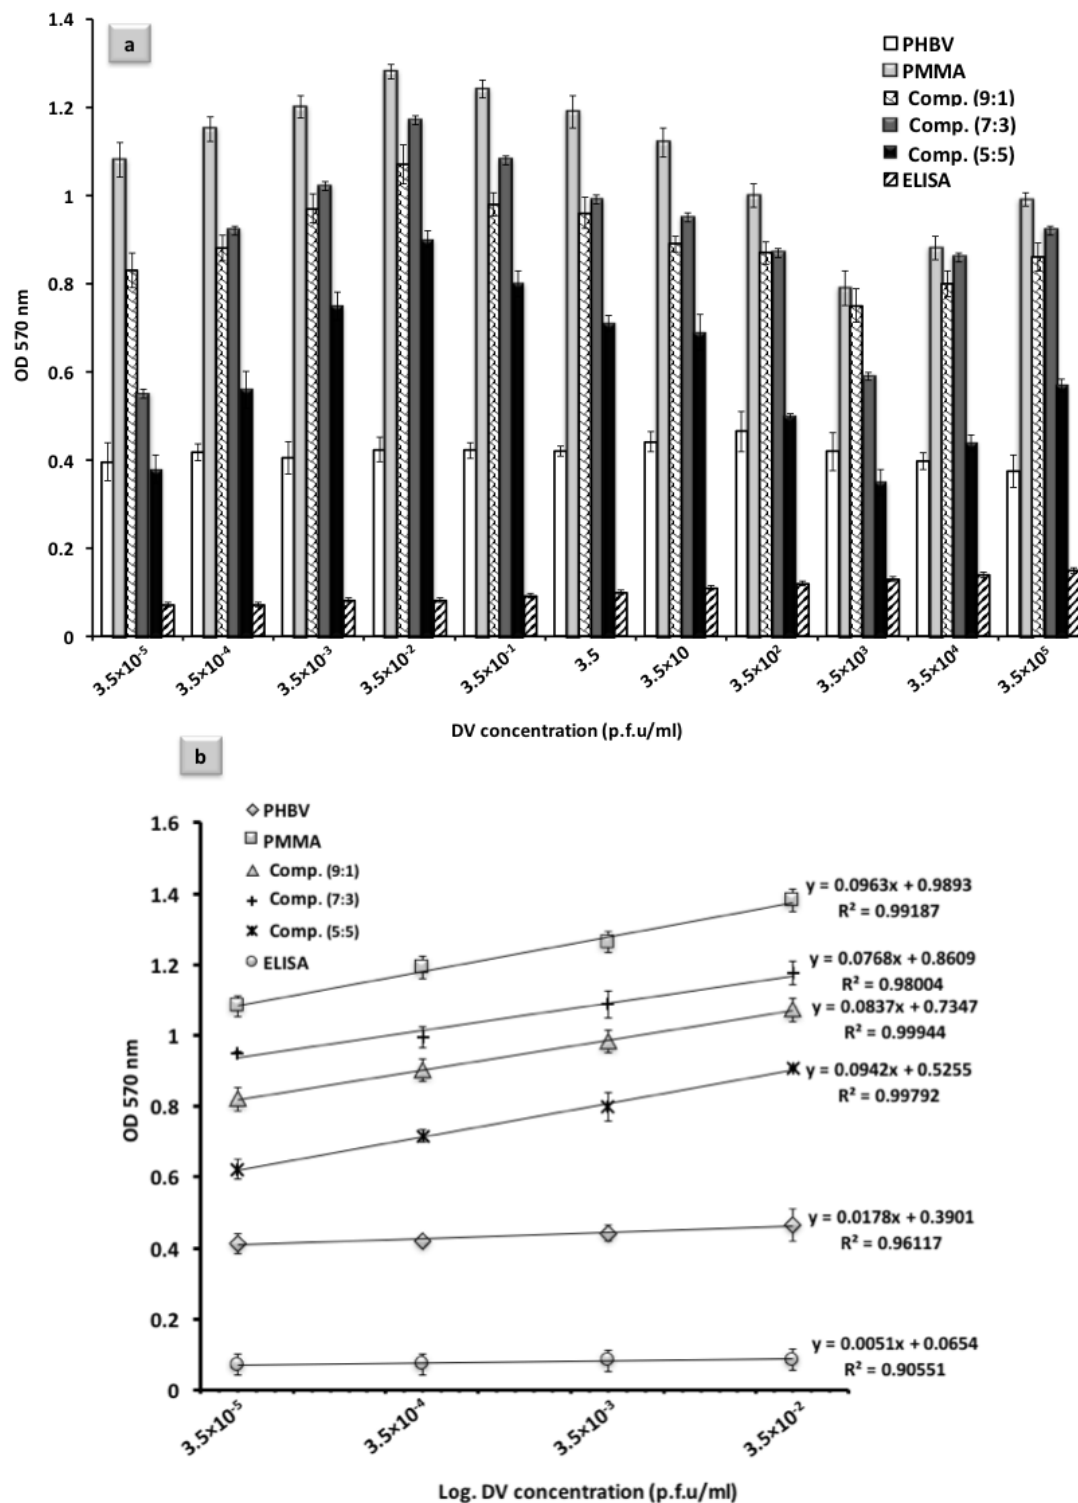 a
1.4
1.2
1
0.8
0.6
0.4
0.2
0
OD 570 nm
PHBV
PMMA
Comp. (9:1)
Comp. (7:3)
Comp. (5:5)
ELISA
3.5×10⁻⁵
3.5×10⁻⁴
3.5×10⁻³
3.5×10⁻²
3.5×10⁻¹
3.5
3.5×10
3.5×10²
3.5×10³
3.5×10⁴
3.5×10⁵
DV concentration (p.f.u/ml)
b
1.6
1.4
1.2
1
0.8
0.6
0.4
0.2
0
OD 570 nm
PHBV
PMMA
Comp. (9:1)
Comp. (7:3)
Comp. (5:5)
ELISA
y = 0.0963x + 0.9893
R² = 0.99187
y = 0.0768x + 0.8609
R² = 0.98004
y = 0.0837x + 0.7347
R² = 0.99944
y = 0.0942x + 0.5255
R² = 0.99792
y = 0.0178x + 0.3901
R² = 0.96117
y = 0.0051x + 0.0654
R² = 0.90551
3.5×10⁻⁵
3.5×10⁻⁴
3.5×10⁻³
3.5×10⁻²
Log. DV concentration (p.f.u/ml)